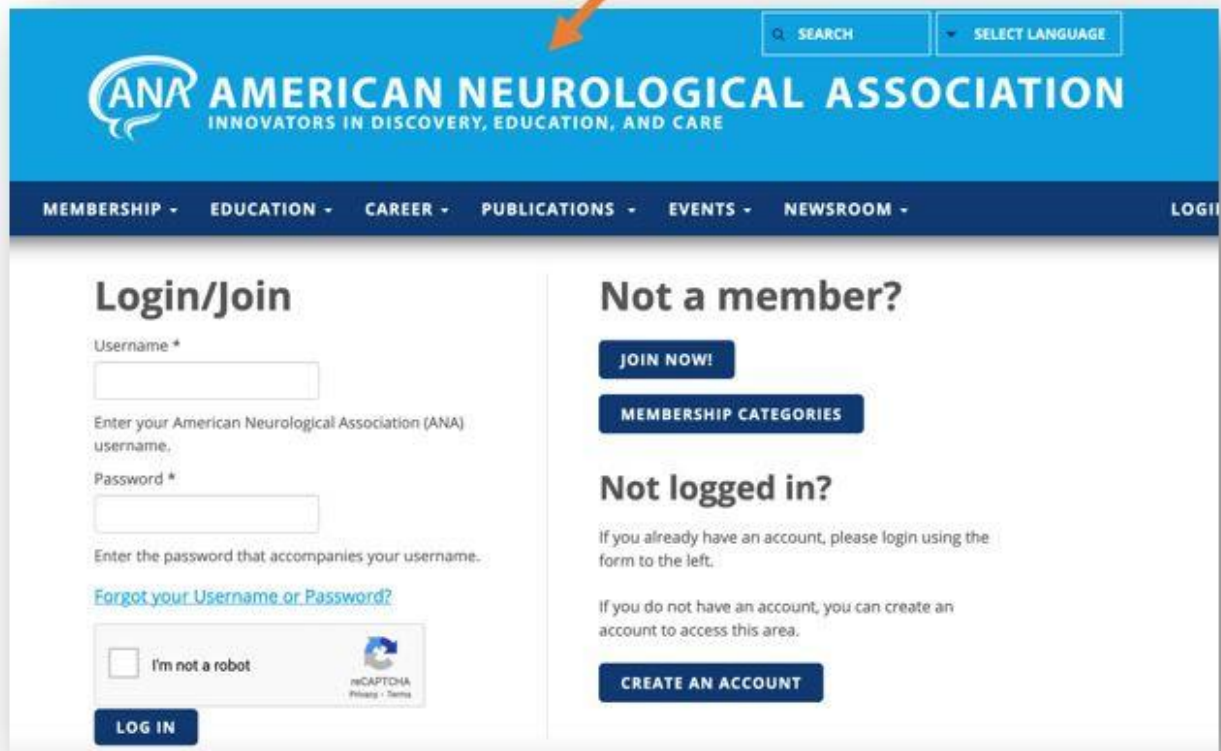 SEARCH
SELECT LANGUAGE
ANA AMERICAN NEUROLOGICAL ASSOCIATION
INNOVATORS IN DISCOVERY, EDUCATION, AND CARE
MEMBERSHIP EDUCATION CAREER PUBLICATIONS EVENTS NEWSROOM LOGI
Login/Join
Username *
Enter your American Neurological Association (ANA)
username.
Password *
Enter the password that accompanies your username.
Forgot your Username or Password?
I'm not a robot
reCAPTCHA
Privacy - Terms
LOG IN
Not a member?
JOIN NOW!
MEMBERSHIP CATEGORIES
Not logged in?
If you already have an account, please login using the
form to the left.
If you do not have an account, you can create an
account to access this area.
CREATE AN ACCOUNT